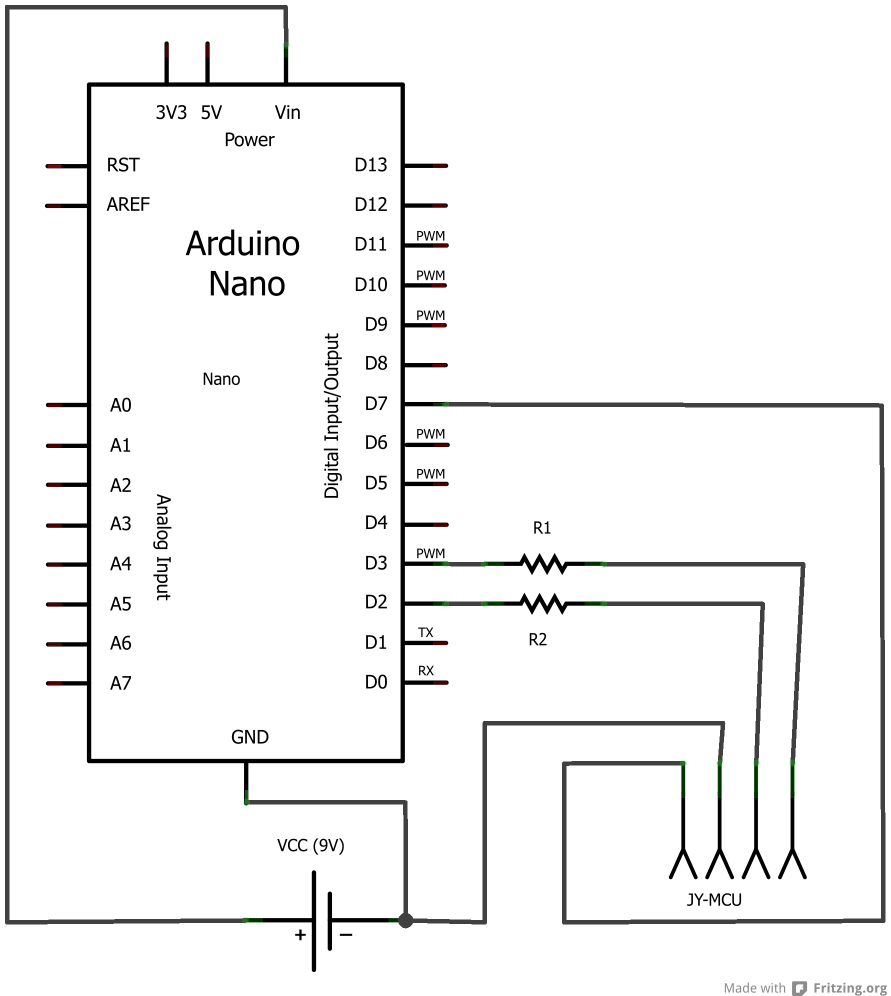 3V3 5V Vin
Power
RST D13
AREF D12
D11 PWM
Arduino
Nano
D10 PWM
D9 PWM
D8
Nano
Digital Input/Output
A0 D7
A1 D6 PWM
A2 D5 PWM
Analog Input
A3 D4
R1
A4 D3 PWM
A5 D2
R2
A6 D1 TX
A7 D0 RX
GND
VCC (9V)
JY-MCU
+ −
Made with Fritzing.org